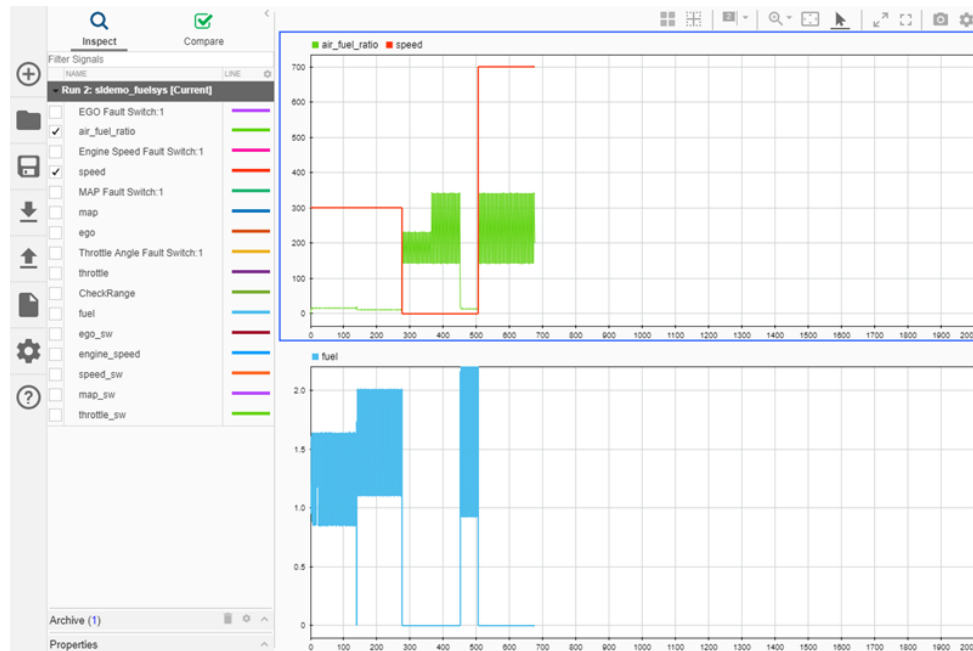 Inspect
Compare
Filter Signals
NAME
LINE
Run 2: sldemo_fuelsys [Current]
EGO Fault Switch:1
air_fuel_ratio
Engine Speed Fault Switch:1
speed
MAP Fault Switch:1
map
ego
Throttle Angle Fault Switch:1
throttle
CheckRange
fuel
ego_sw
engine_speed
speed_sw
map_sw
throttle_sw
Archive (1)
Properties
2
air_fuel_ratio speed
700
600
500
400
300
200
100
0
0 100 200 300 400 500 600 700 800 900 1000 1100 1200 1300 1400 1500 1600 1700 1800 1900
fuel
2.0
1.5
1.0
0.5
0
0 100 200 300 400 500 600 700 800 900 1000 1100 1200 1300 1400 1500 1600 1700 1800 1900